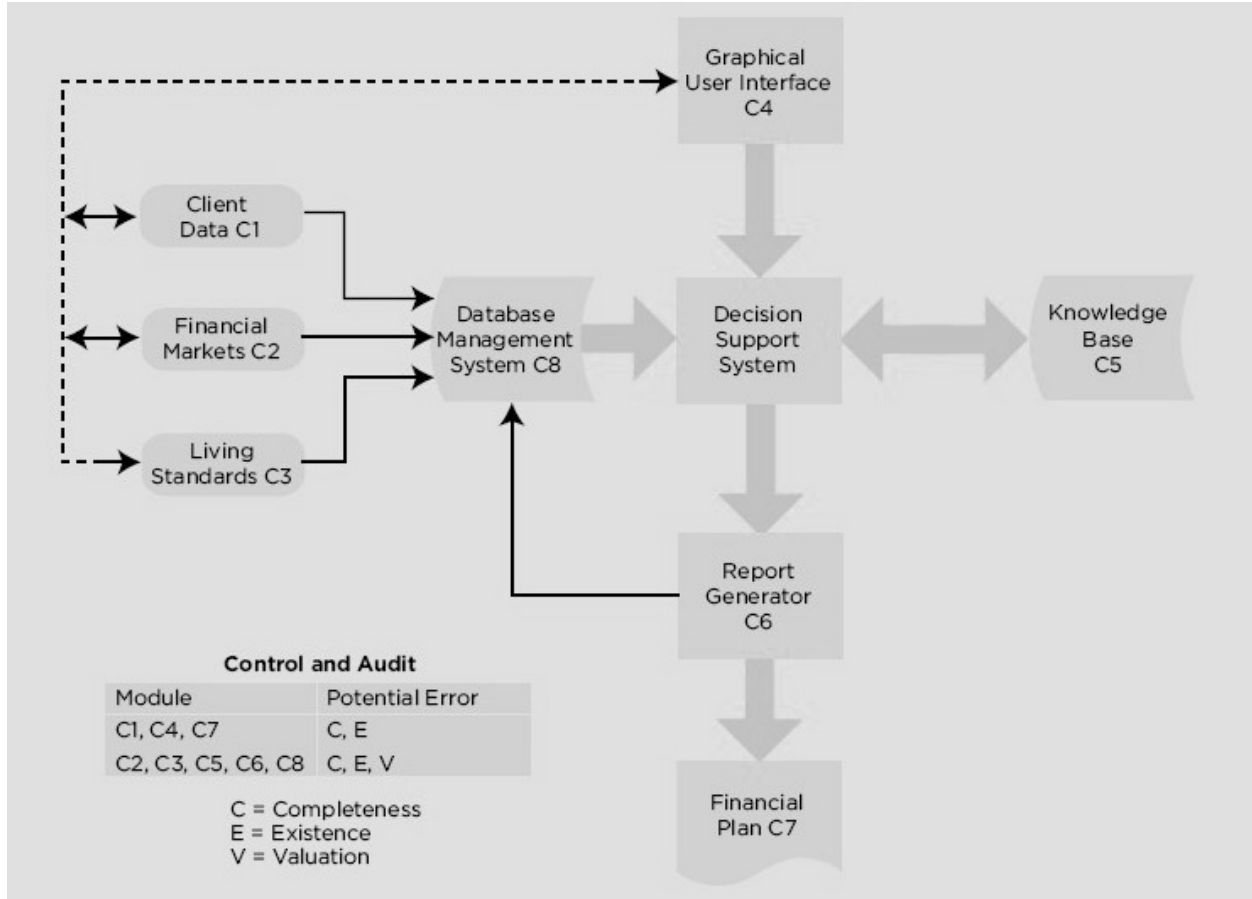 Graphical
User Interface
C4
Client
Data C1
Financial
Markets C2
Living
Standards C3
Database
Management
System C8
Decision
Support
System
Knowledge
Base
C5
Report
Generator
C6
Financial
Plan C7
Control and Audit
Module Potential Error
C1, C4, C7 C, E
C2, C3, C5, C6, C8 C, E, V
C = Completeness
E = Existence
V = Valuation